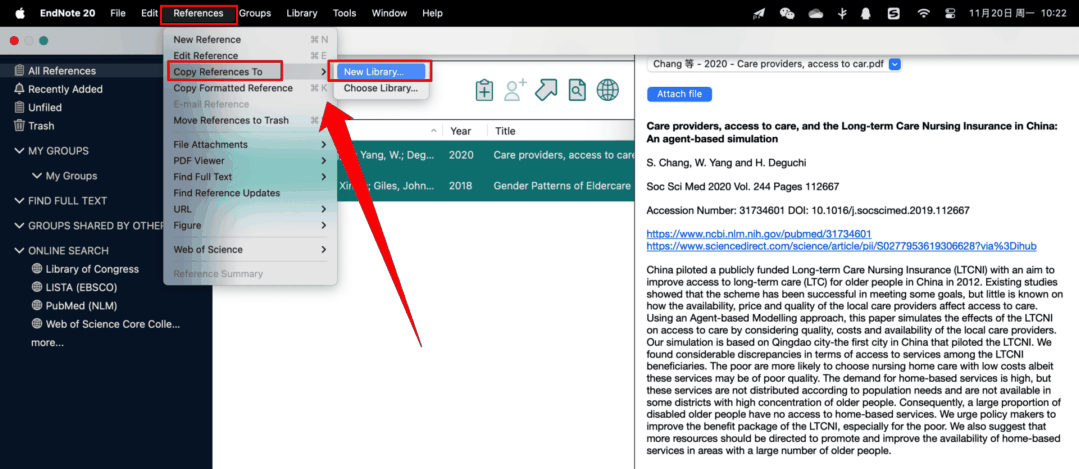 EndNote 20 File Edit References Groups Library Tools Window Help 11月20日 周一 10:22
New Reference ⌘ N
Edit Reference ⌘ E
Copy References To
Copy Formatted Reference ⌘ K
E-mail Reference
Move References to Trash ⌘
File Attachments
PDF Viewer
Find Full Text
Find Reference Updates
URL
Figure
Web of Science
Reference Summary
New Library...
Choose Library...
All References
Recently Added
Unfiled
Trash
MY GROUPS
My Groups
FIND FULL TEXT
GROUPS SHARED BY OTHER
ONLINE SEARCH
Library of Congress
LISTA (EBSCO)
PubMed (NLM)
Web of Science Core Colle...
more...
Year Title
Yang, W.; Deg... 2020 Care providers, access to care
Giles, John... 2018 Gender Patterns of Eldercare
Chang 等 - 2020 - Care providers, access to car.pdf
Attach file
Care providers, access to care, and the Long-term Care Nursing Insurance in China:
An agent-based simulation
S. Chang, W. Yang and H. Deguchi
Soc Sci Med 2020 Vol. 244 Pages 112667
Accession Number: 31734601 DOI: 10.1016/j.socscimed.2019.112667
https://www.ncbi.nlm.nih.gov/pubmed/31734601
https://www.sciencedirect.com/science/article/pii/S0277953619306628?via%3Dihub
China piloted a publicly funded Long-term Care Nursing Insurance (LTCNI) with an aim to
improve access to long-term care (LTC) for older people in China in 2012. Existing studies
showed that the scheme has been successful in meeting some goals, but little is known on
how the availability, price and quality of the local care providers affect access to care.
Using an Agent-based Modelling approach, this paper simulates the effects of the LTCNI
on access to care by considering quality, costs and availability of the local care providers.
Our simulation is based on Qingdao city-the first city in China that piloted the LTCNI. We
found considerable discrepancies in terms of access to services among the LTCNI
beneficiaries. The poor are more likely to choose nursing home care with low costs albeit
these services may be of poor quality. The demand for home-based services is high, but
these services are not distributed according to population needs and are not available in
some districts with high concentration of older people. Consequently, a large proportion of
disabled older people have no access to home-based services. We urge policy makers to
improve the benefit package of the LTCNI, especially for the poor. We also suggest that
more resources should be directed to promote and improve the availability of home-based
services in areas with a large number of older people.